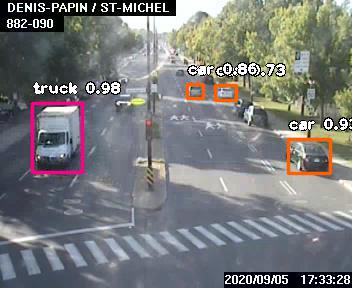 DENIS-PAPIN / ST-MICHEL
882-090
car 0.86
0.73
truck 0.98
car 0.93
2020/09/05 17:33:28